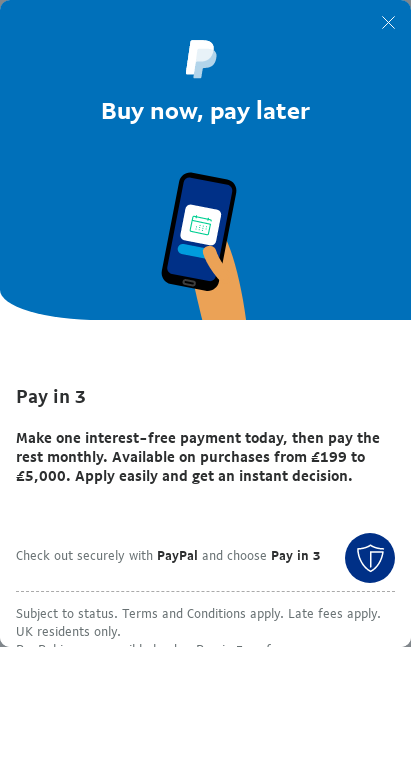 Buy now, pay later
Pay in 3
Make one interest-free payment today, then pay the
rest monthly. Available on purchases from £199 to
£5,000. Apply easily and get an instant decision.
Check out securely with PayPal and choose Pay in 3
Subject to status. Terms and Conditions apply. Late fees apply.
UK residents only.